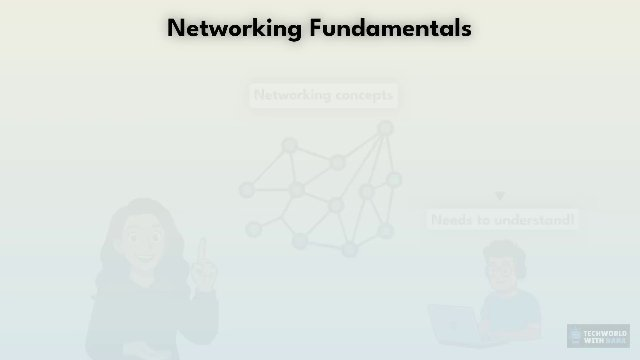 Networking Fundamentals
Networking concepts
Needs to understand!
TECHWORLD
WITH NANA